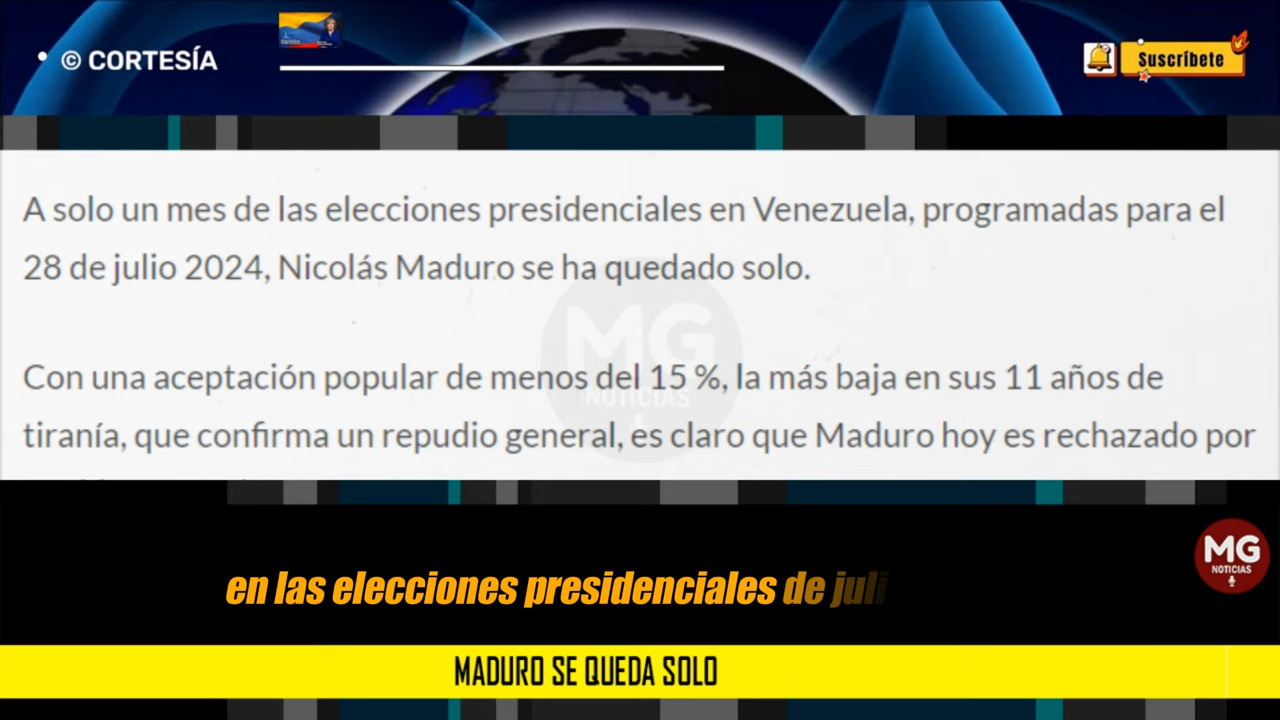 © CORTESÍA
Suscríbete
A solo un mes de las elecciones presidenciales en Venezuela, programadas para el
28 de julio 2024, Nicolás Maduro se ha quedado solo.
Con una aceptación popular de menos del 15 %, la más baja en sus 11 años de
tiranía, que confirma un repudio general, es claro que Maduro hoy es rechazado por
MG
NOTICIAS
en las elecciones presidenciales de juli
MG
NOTICIAS
MADURO SE QUEDA SOLO